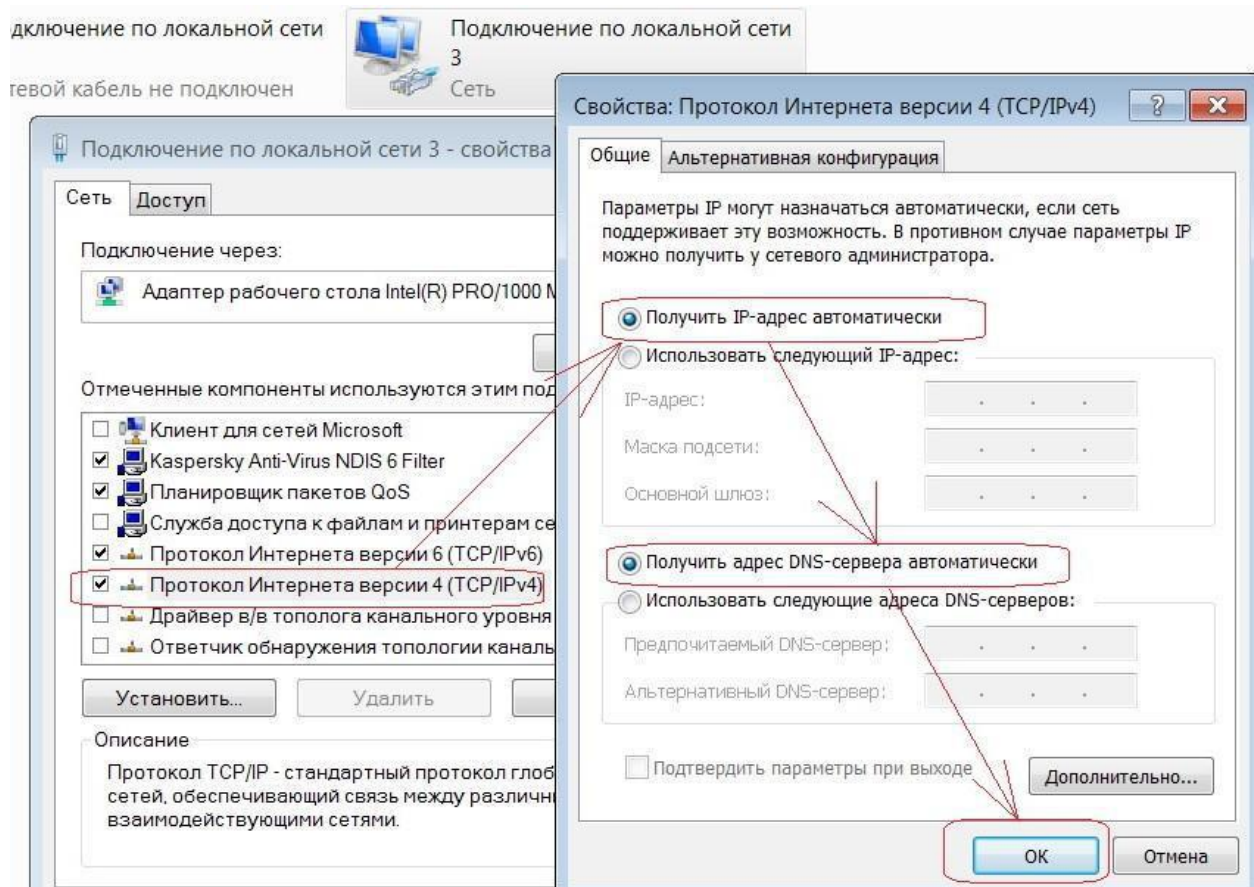 дключение по локальной сети
тевой кабель не подключен
Подключение по локальной сети
3
Сеть
Подключение по локальной сети 3 - свойства
Сеть
Доступ
Подключение через:
Адаптер рабочего стола Intel(R) PRO/1000 M
Отмеченные компоненты используются этим под
Клиент для сетей Microsoft
Kaspersky Anti-Virus NDIS 6 Filter
Планировщик пакетов QoS
Служба доступа к файлам и принтерам се
Протокол Интернета версии 6 (TCP/IPv6)
Протокол Интернета версии 4 (TCP/IPv4)
Драйвер в/в тополога канального уровня
Ответчик обнаружения топологии каналь
Установить...
Удалить
Описание
Протокол TCP/IP - стандартный протокол глоб
сетей, обеспечивающий связь между различн
взаимодействующими сетями.
Свойства: Протокол Интернета версии 4 (TCP/IPv4)
Общие
Альтернативная конфигурация
Параметры IP могут назначаться автоматически, если сеть
поддерживает эту возможность. В противном случае параметры IP
можно получить у сетевого администратора.
Получить IP-адрес автоматически
Использовать следующий IP-адрес:
IP-адрес:
Маска подсети:
Основной шлюз:
Получить адрес DNS-сервера автоматически
Использовать следующие адреса DNS-серверов:
Предпочитаемый DNS-сервер:
Альтернативный DNS-сервер:
Подтвердить параметры при выходе
Дополнительно...
ОК
Отмена